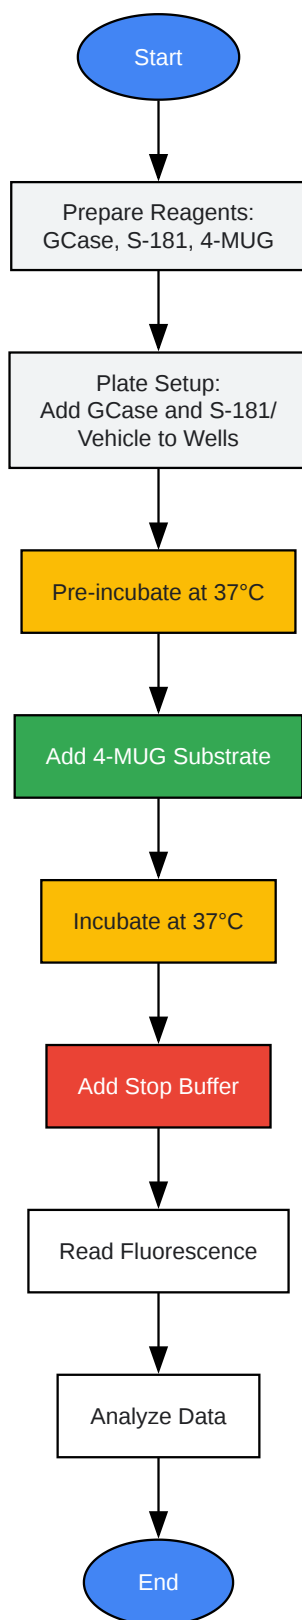 Start
Prepare Reagents:
GCase, S-181, 4-MUG
Plate Setup:
Add GCase and S-181/
Vehicle to Wells
Pre-incubate at 37°C
Add 4-MUG Substrate
Incubate at 37°C
Add Stop Buffer
Read Fluorescence
Analyze Data
End